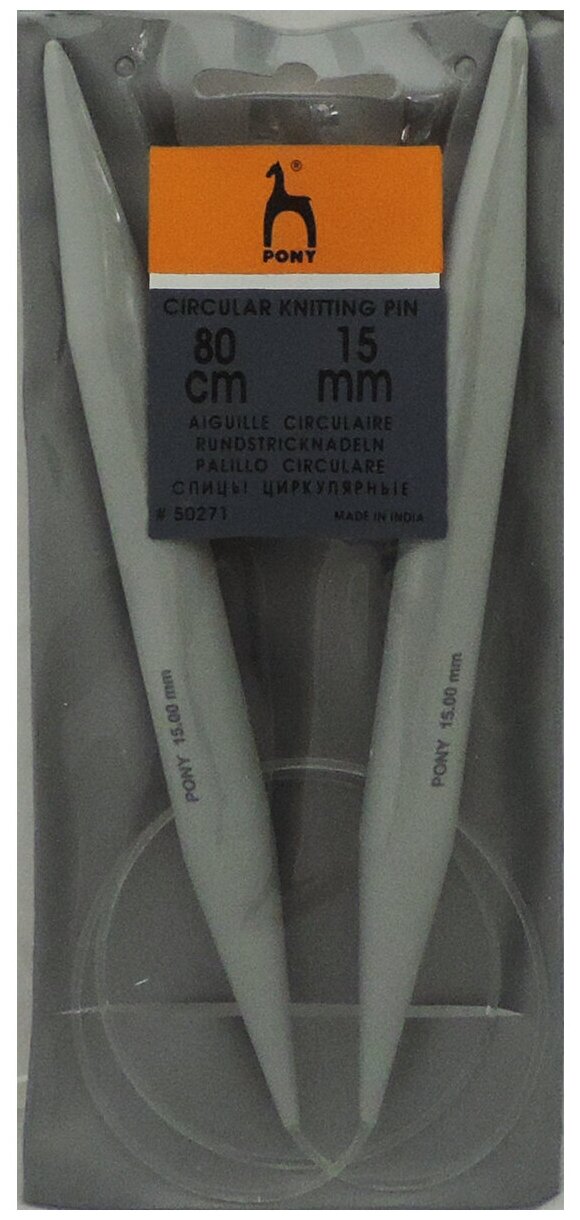 ®
PONY
CIRCULAR KNITTING PIN
80 15
cm mm
AIGUILLE CIRCULAIRE
RUNDSTRICKNADELN
PALILLO CIRCULARE
СПИЦЫ ЦИРКУЛЯРНЫЕ
# 50271 MADE IN INDIA
PONY 15.00 mm
PONY 15.00 mm